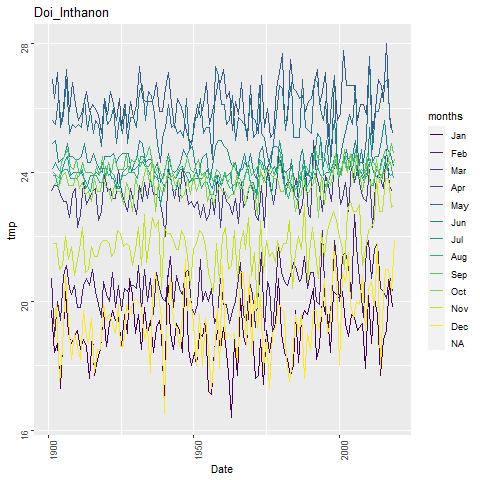 Doi_Inthanon
28
24
20
16
tmp
1900
1950
2000
Date
months
Jan
Feb
Mar
Apr
May
Jun
Jul
Aug
Sep
Oct
Nov
Dec
NA